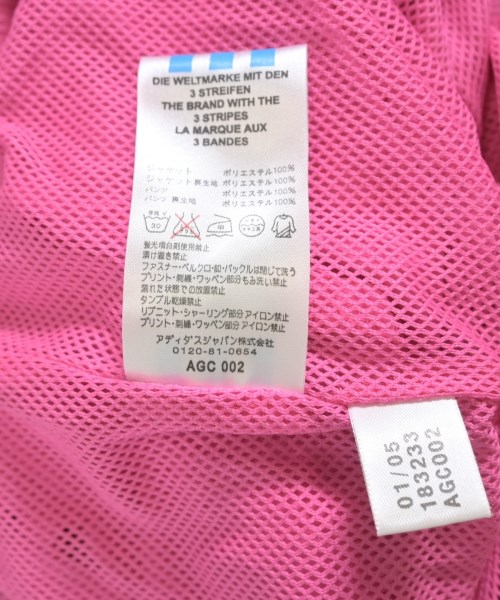 DIE WELTMARKE MIT DEN
3 STREIFEN
THE BRAND WITH THE
3 STRIPES
LA MARQUE AUX
3 BANDES
ジャケット ポリエステル100%
ジャケット裏生地 ポリエステル100%
パンツ ポリエステル100%
パンツ裏生地 ポリエステル100%
30
蛍光増白剤使用禁止
漬け置き禁止
ファスナー・ベルクロ・釦・バックルは閉じて洗う
プリント・刺繍・ワッペン部分もみ洗い禁止
濡れた状態での放置禁止
タンブル乾燥禁止
リブニット・シャーリング部分アイロン禁止
プリント・刺繍・ワッペン部分アイロン禁止
アディダスジャパン株式会社
0120-81-0654
AGC 002
01/05
183233
AGC002